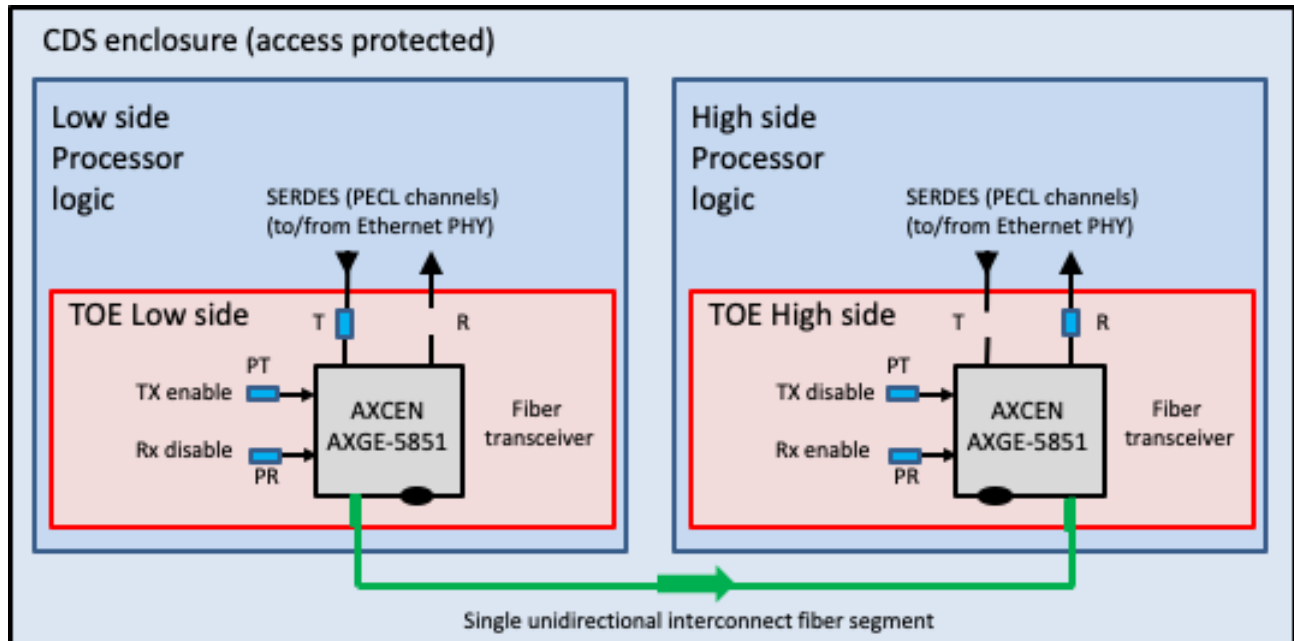 CDS enclosure (access protected)
Low side
Processor
logic
SERDES (PECL channels)
(to/from Ethernet PHY)
TOE Low side
T
R
PT
TX enable
Rx disable
PR
AXCEN
AXGE-5851
Fiber
transceiver
High side
Processor
logic
SERDES (PECL channels)
(to/from Ethernet PHY)
TOE High side
T
R
PT
TX disable
Rx enable
PR
AXCEN
AXGE-5851
Fiber
transceiver
Single unidirectional interconnect fiber segment